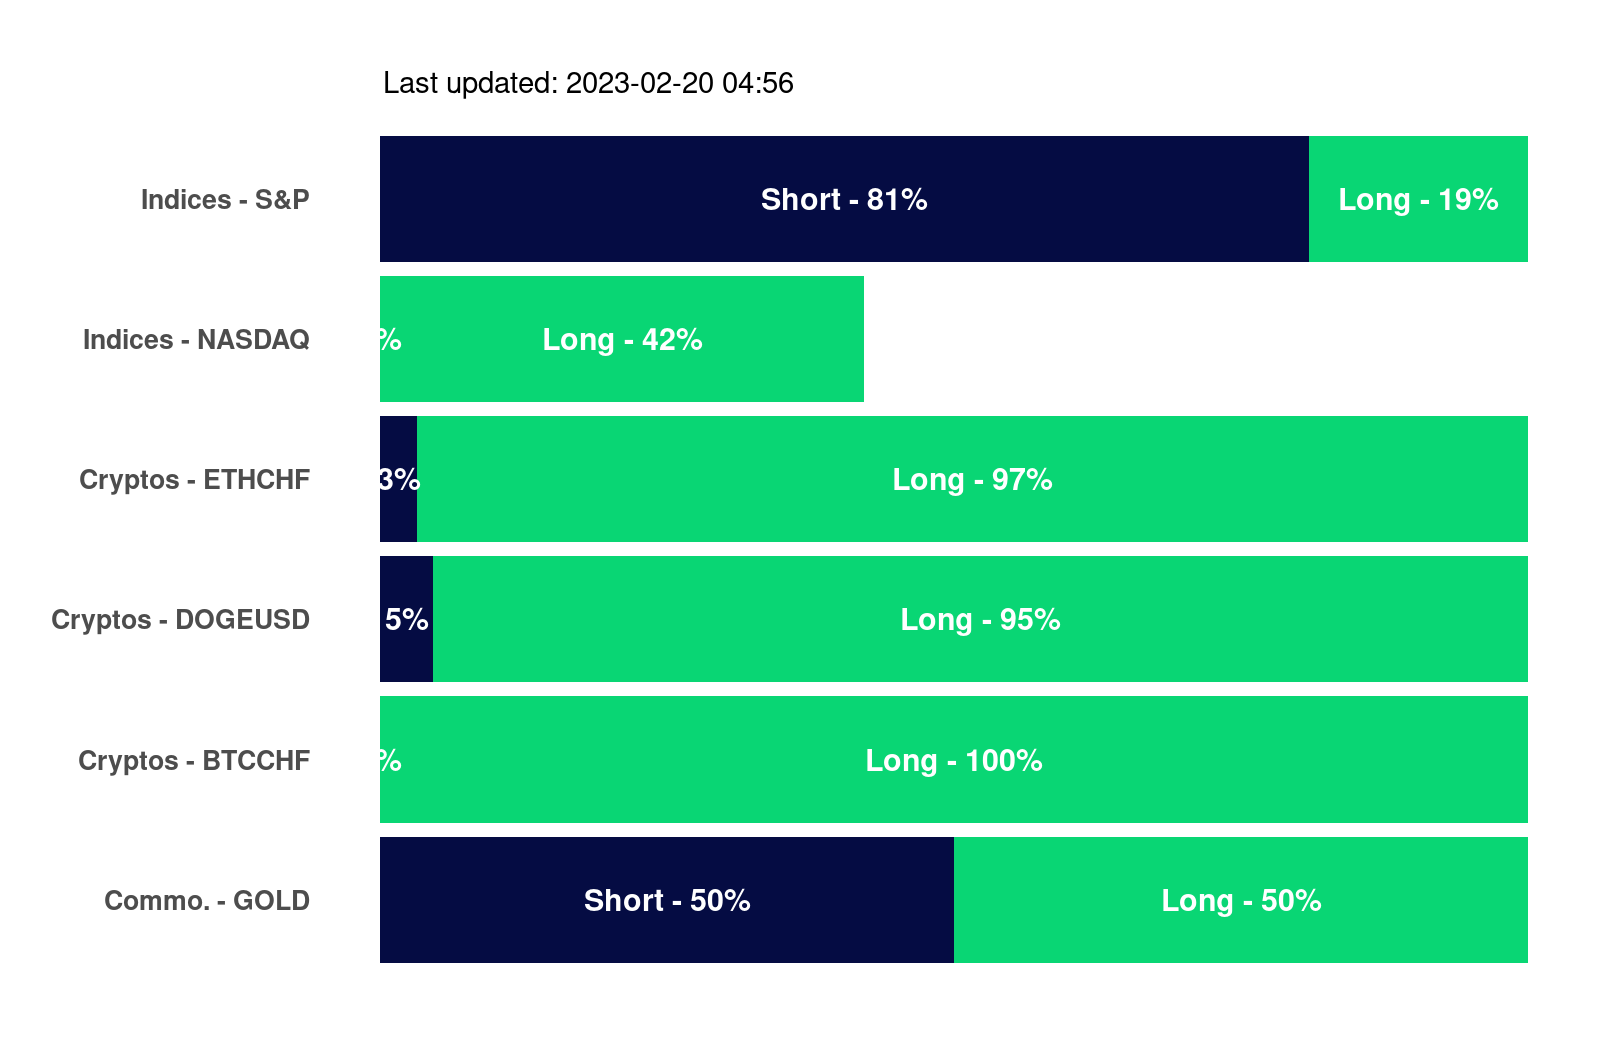 Last updated: 2023-02-20 04:56
Indices - S&P Short - 81% Long - 19%
Indices - NASDAQ % Long - 42%
Cryptos - ETHCHF 3% Long - 97%
Cryptos - DOGEUSD 5% Long - 95%
Cryptos - BTCCHF % Long - 100%
Commo. - GOLD Short - 50% Long - 50%